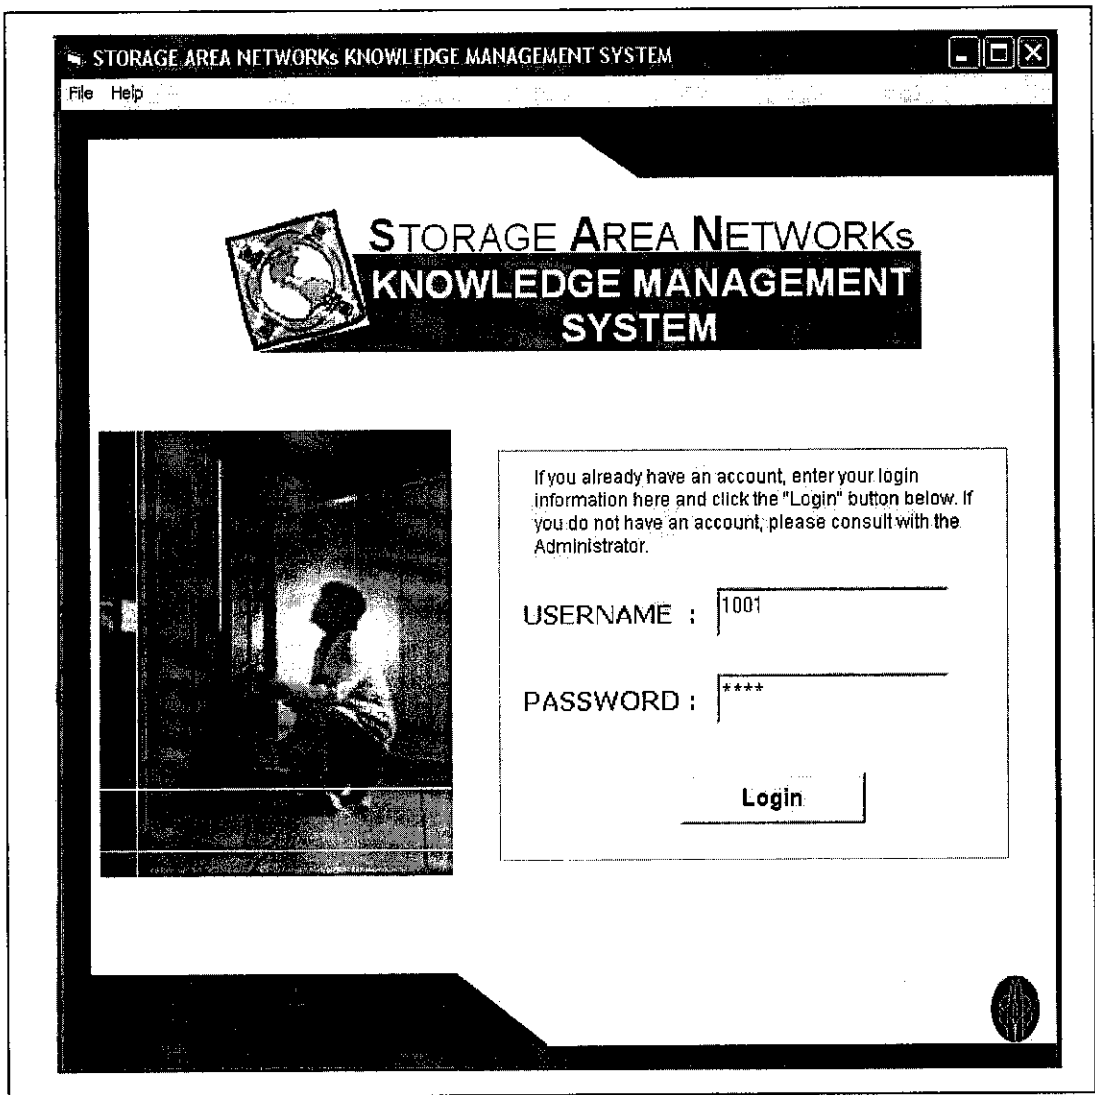 STORAGE AREA NETWORKs KNOWLEDGE MANAGEMENT SYSTEM
File Help
STORAGE AREA NETWORKs
KNOWLEDGE MANAGEMENT
SYSTEM
If you already have an account, enter your login
information here and click the "Login" button below. If
you do not have an account, please consult with the
Administrator.
USERNAME : 1001
PASSWORD : ****
Login